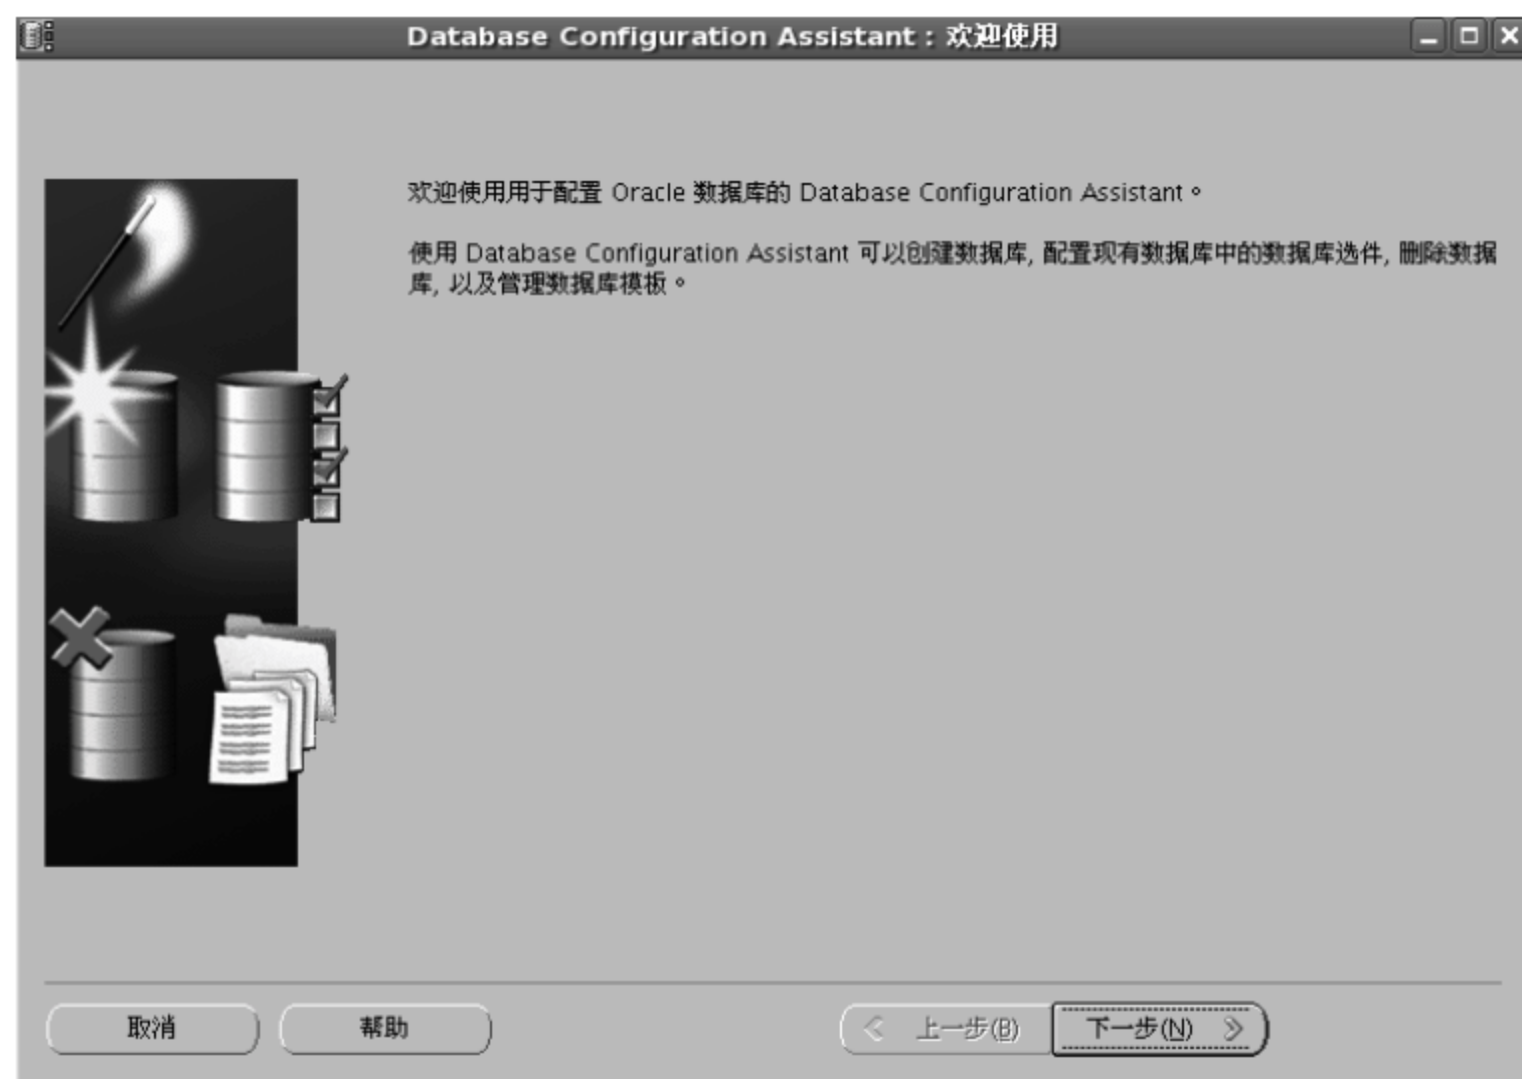 Database Configuration Assistant : 欢迎使用
欢迎使用用于配置 Oracle 数据库的 Database Configuration Assistant。
使用 Database Configuration Assistant 可以创建数据库, 配置现有数据库中的数据库选件, 删除数据
库, 以及管理数据库模板。
取消 帮助 上一步(B) 下一步(N)